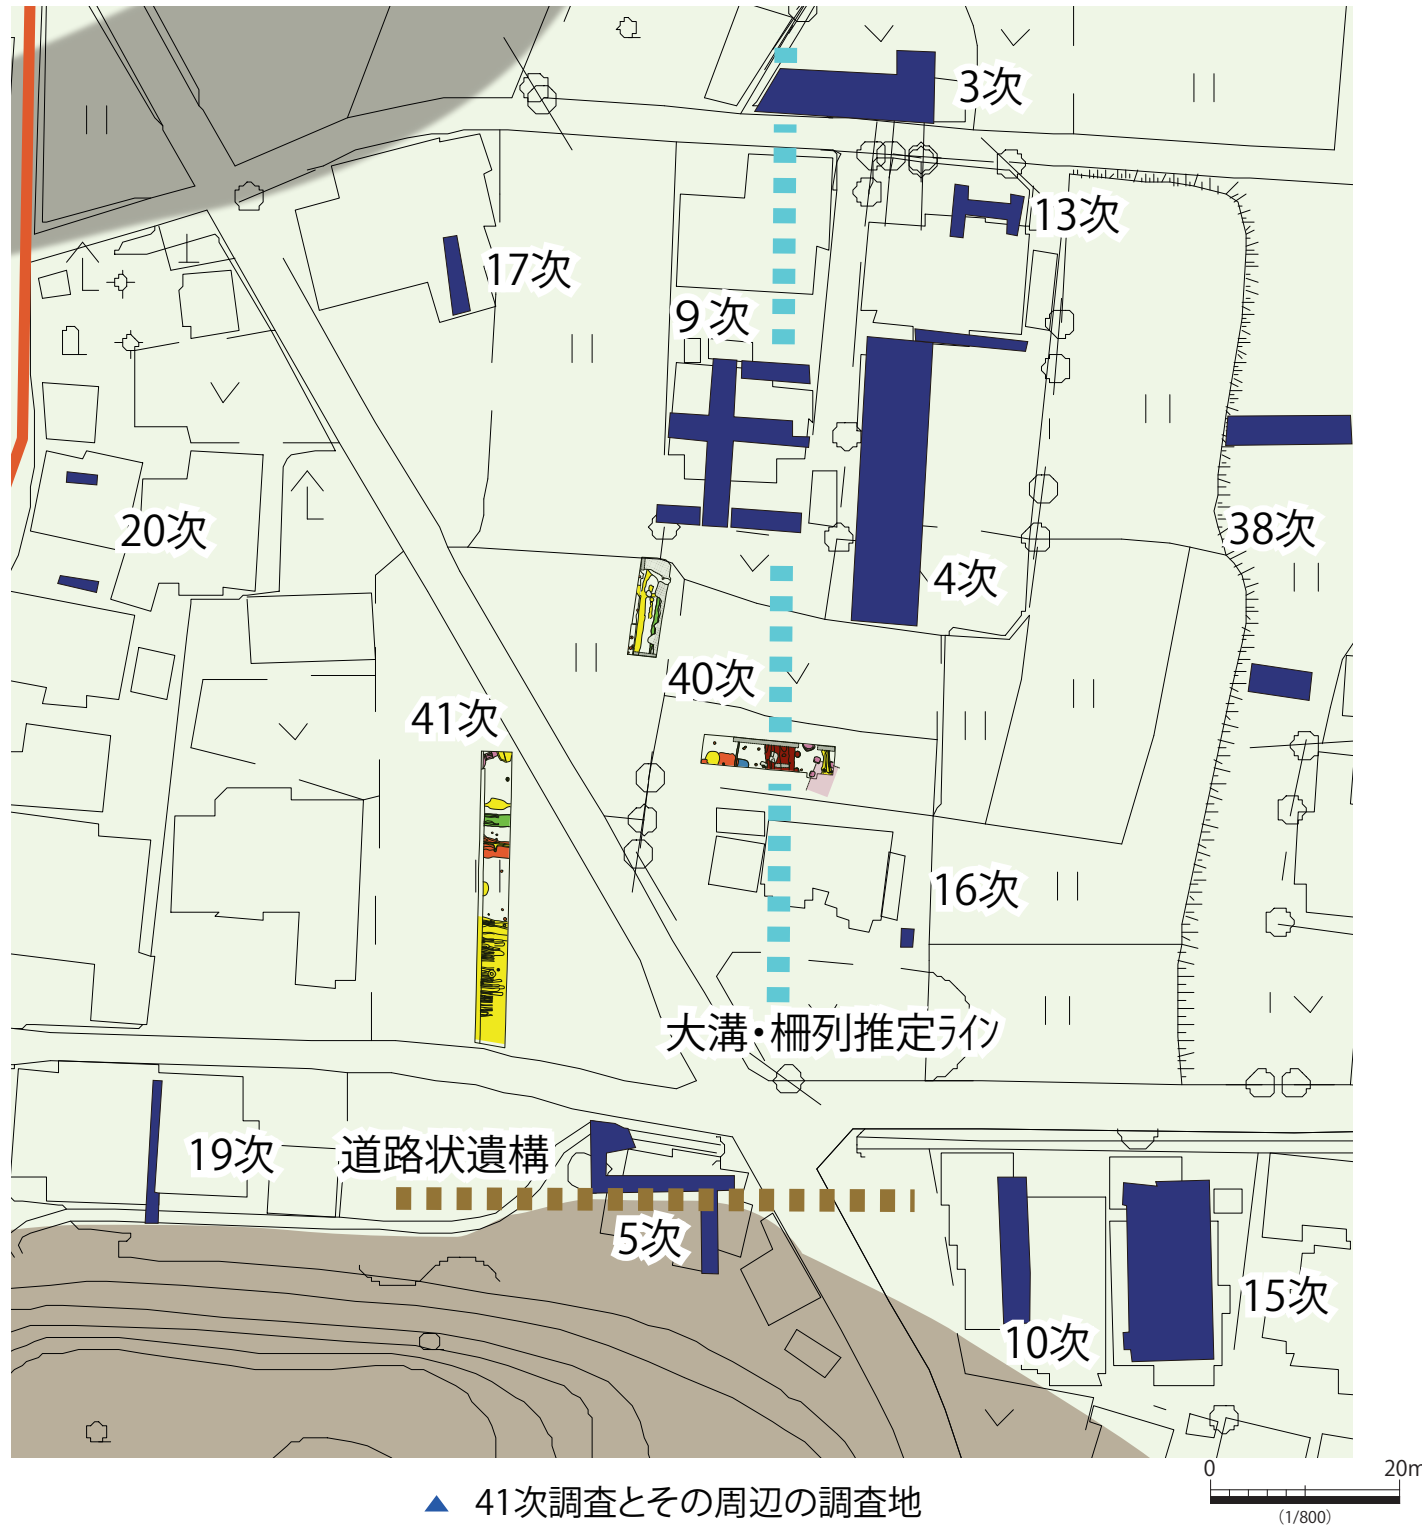 3次
13次
17次
9次
20次
38次
4次
40次
41次
16次
大溝・柵列推定ライン
19次
道路状遺構
5次
15次
10次
0 20m
(1/800)
▲ 41次調査とその周辺の調査地